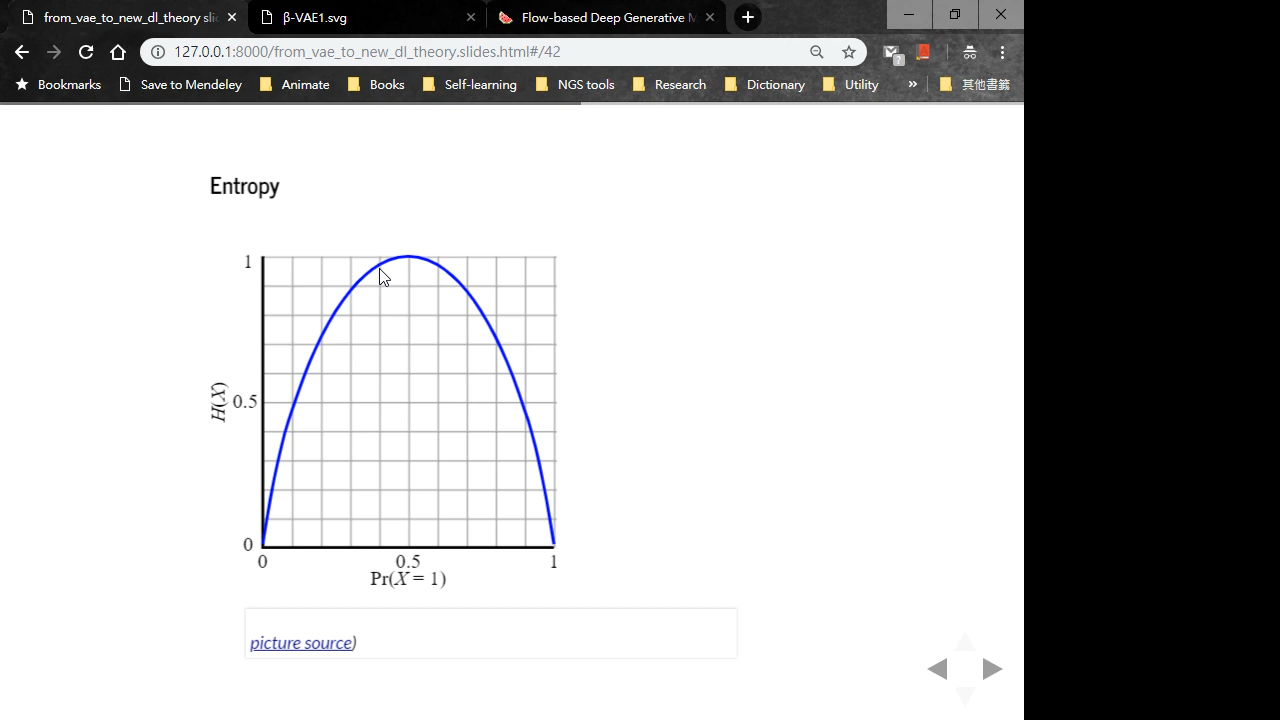 from_vae_to_new_dl_theory slid
β-VAE1.svg
Flow-based Deep Generative M
127.0.0.1:8000/from_vae_to_new_dl_theory.slides.html#/42
?
Bookmarks Save to Mendeley Animate Books Self-learning NGS tools Research Dictionary Utility » 其他書籤
Entropy
1
H(X)
0.5
0
0 0.5 1
Pr(X = 1)
picture source)